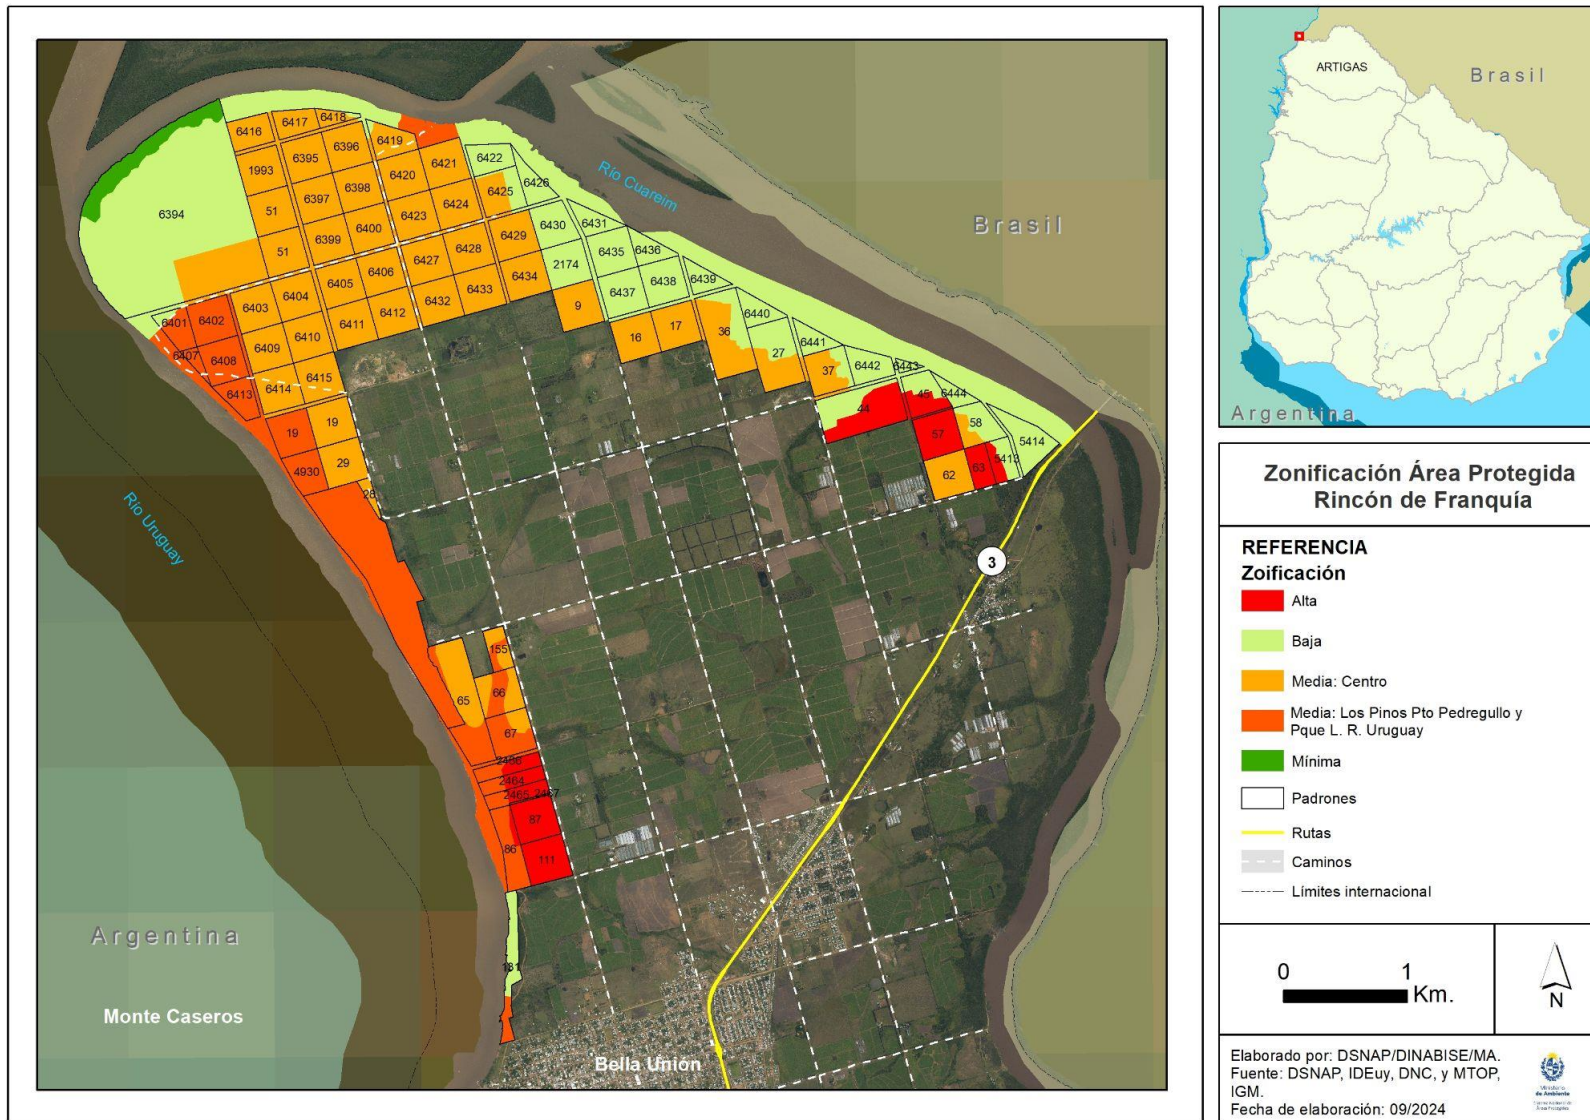 6416
6417
6418
6419
1993
6395
6396
6420
6421
6422
6426
6425
6394
51
6397
6398
6423
6424
51
6399
6400
6427
6428
6429
6430
6431
6435
6436
2174
6437
6438
6439
6401
6402
6403
6404
6405
6406
6432
6433
6434
9
6407
6408
6409
6410
6411
6412
16
17
36
6440
27
6441
37
6442
6443
6444
6413
6414
6415
44
45
57
58
5414
5413
62
63
19
19
4930
29
28
65
155
66
67
2466
2464
2465
2467
87
86
111
181
Río Cuareim
Río Uruguay
Brasil
Argentina
Monte Caseros
Bella Unión
3
ARTIGAS
Brasil
Argentina
Zonificación Área Protegida
Rincón de Franquía
REFERENCIA
Zoificación
Alta
Baja
Media: Centro
Media: Los Pinos Pto Pedregullo y
Pque L. R. Uruguay
Mínima
Padrones
Rutas
Caminos
Límites internacional
0 1
Km.
N
Elaborado por: DSNAP/DINABISE/MA.
Fuente: DSNAP, IDEuy, DNC, y MTOP,
IGM.
Fecha de elaboración: 09/2024
Ministerio
de Ambiente